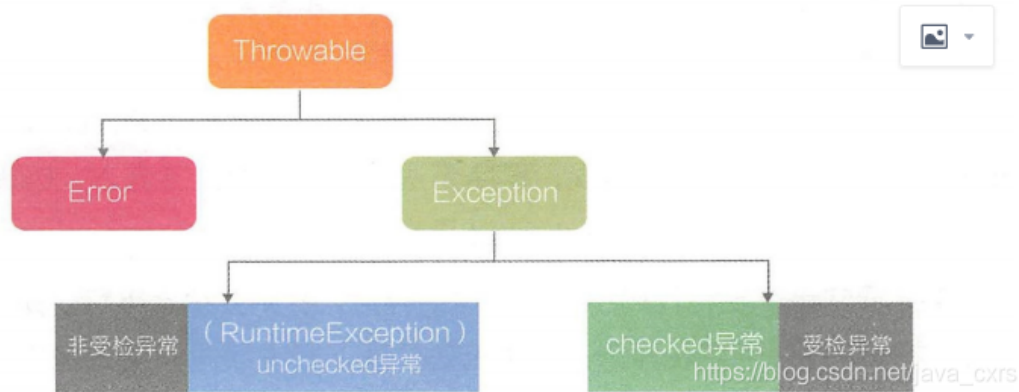 Throwable
Error
Exception
非受检异常
（RuntimeException）
unchecked异常
checked异常
受检异常
https://blog.csdn.net/java_cxrs